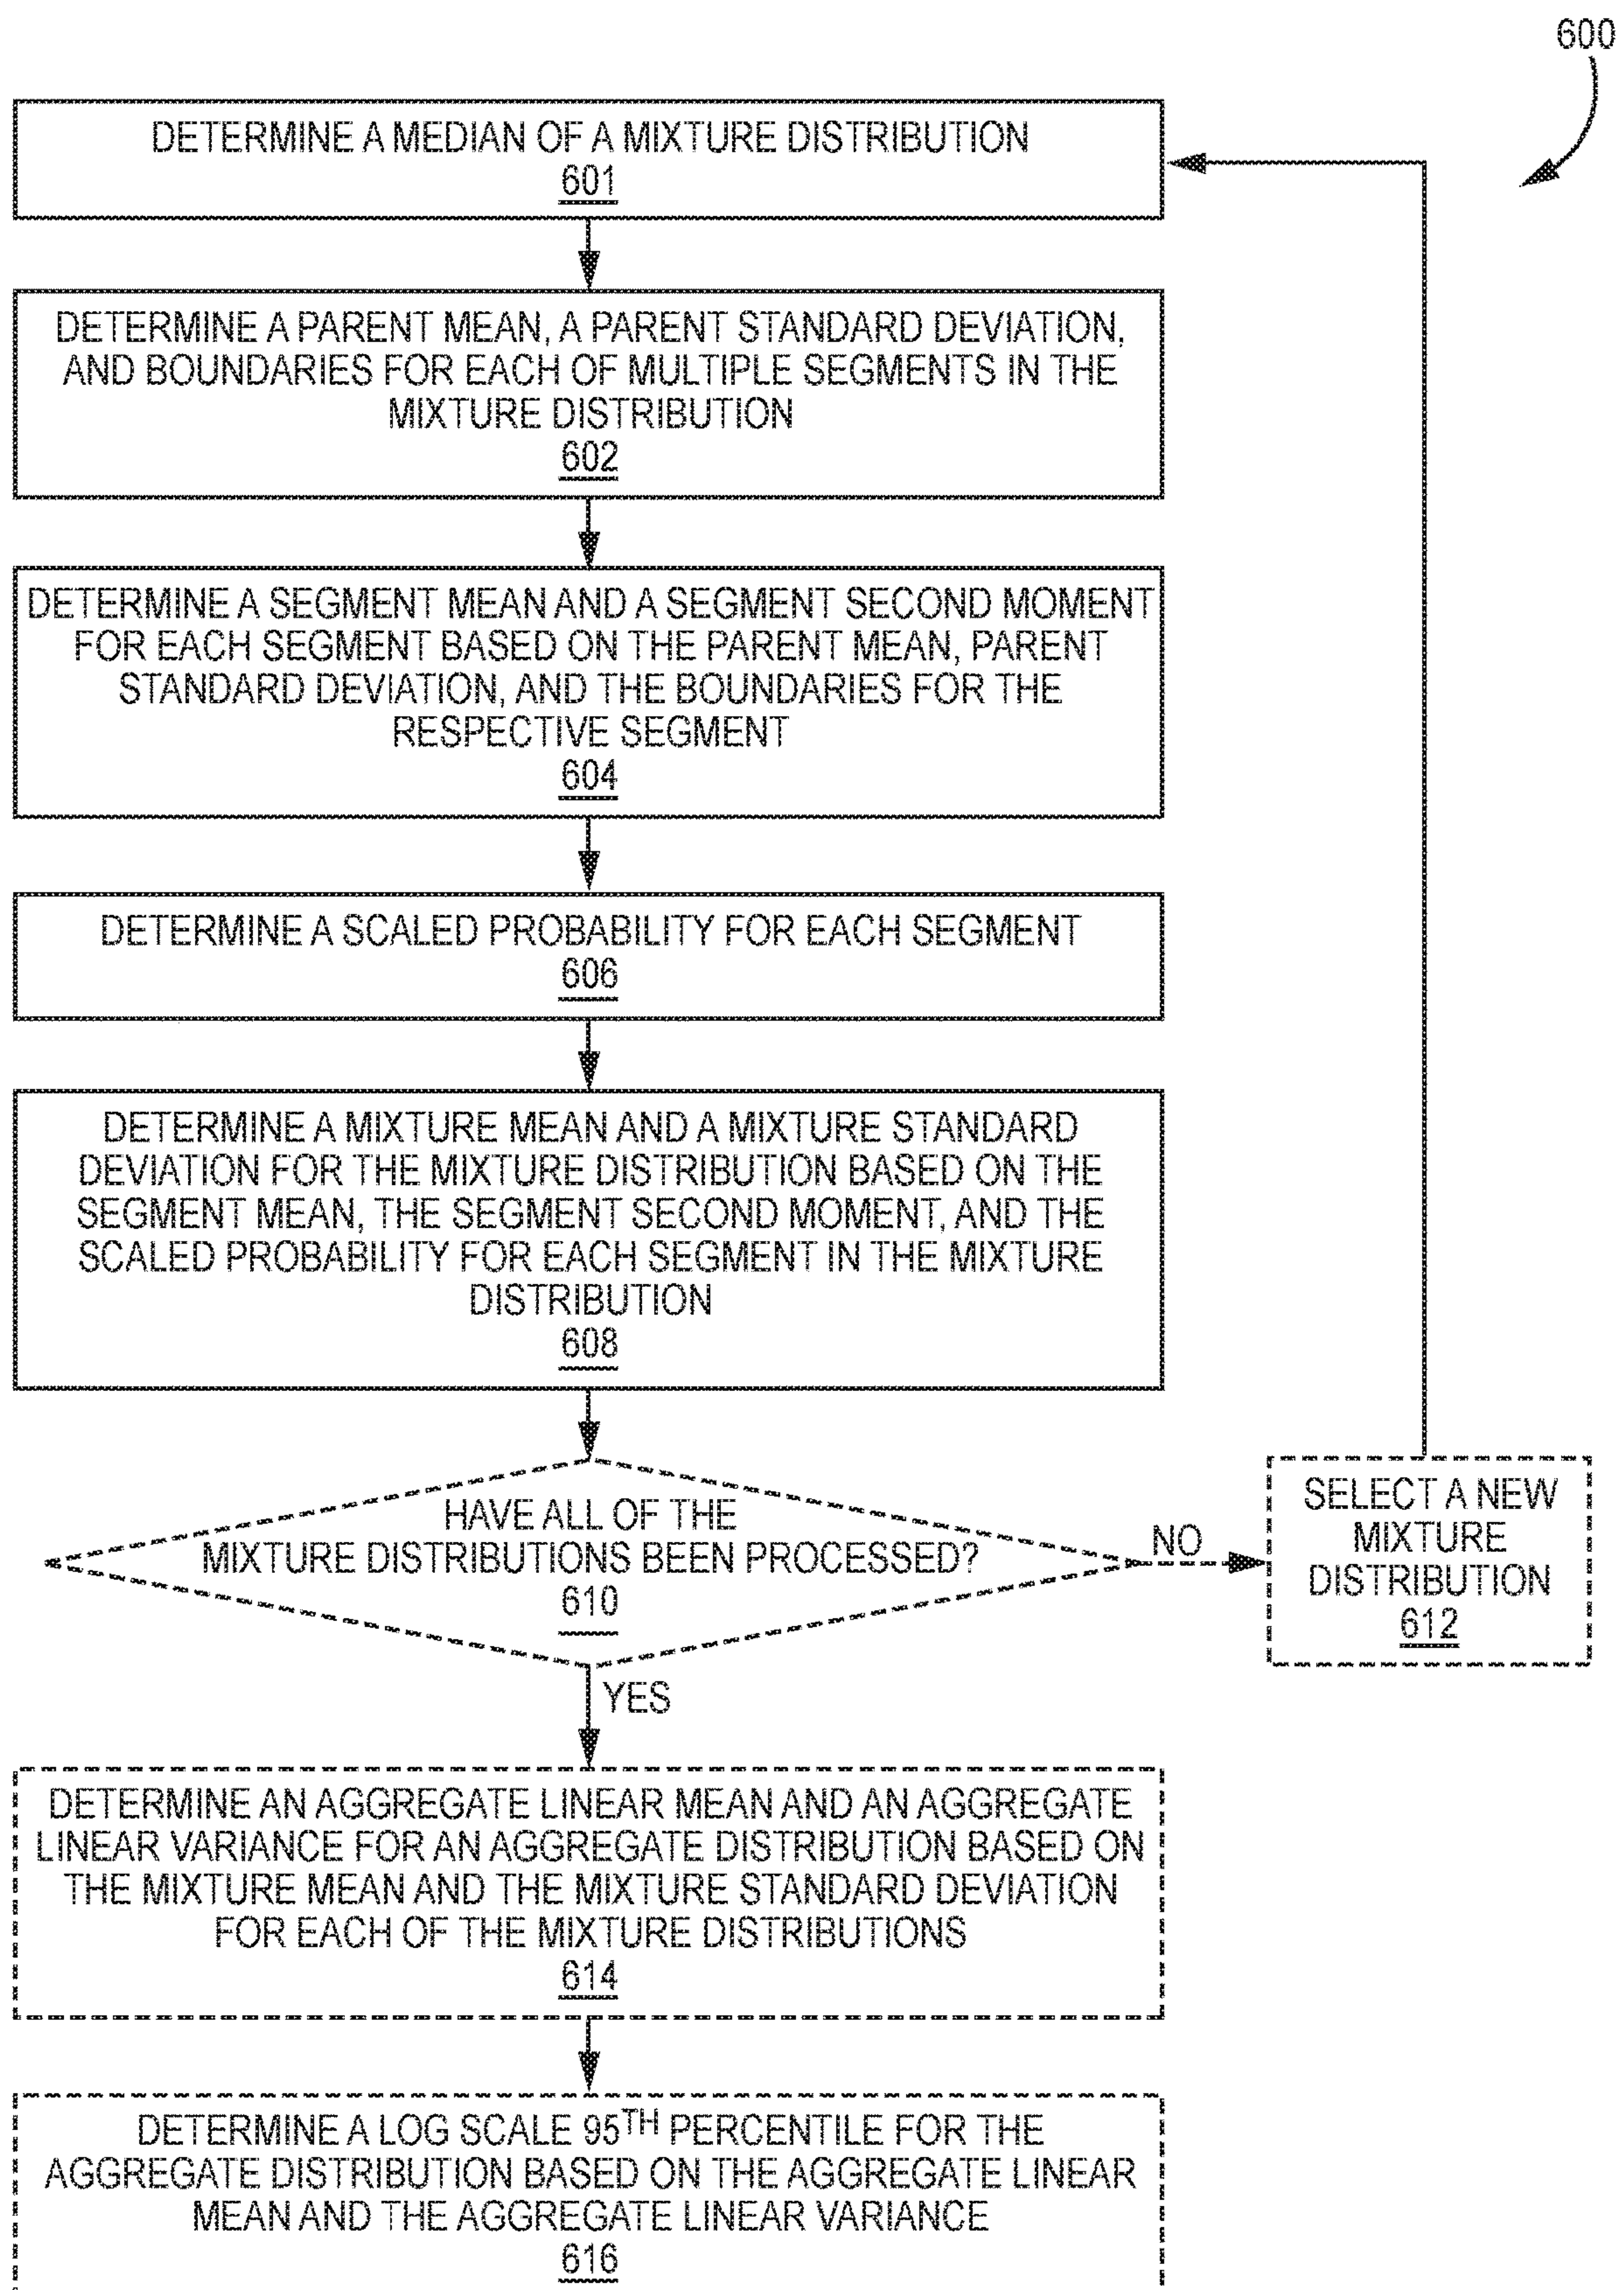 600
DETERMINE A MEDIAN OF A MIXTURE DISTRIBUTION
601
DETERMINE A PARENT MEAN, A PARENT STANDARD DEVIATION,
AND BOUNDARIES FOR EACH OF MULTIPLE SEGMENTS IN THE
MIXTURE DISTRIBUTION
602
DETERMINE A SEGMENT MEAN AND A SEGMENT SECOND MOMENT
FOR EACH SEGMENT BASED ON THE PARENT MEAN, PARENT
STANDARD DEVIATION, AND THE BOUNDARIES FOR THE
RESPECTIVE SEGMENT
604
DETERMINE A SCALED PROBABILITY FOR EACH SEGMENT
606
DETERMINE A MIXTURE MEAN AND A MIXTURE STANDARD
DEVIATION FOR THE MIXTURE DISTRIBUTION BASED ON THE
SEGMENT MEAN, THE SEGMENT SECOND MOMENT, AND THE
SCALED PROBABILITY FOR EACH SEGMENT IN THE MIXTURE
DISTRIBUTION
608
HAVE ALL OF THE
MIXTURE DISTRIBUTIONS BEEN PROCESSED?
610
NO
SELECT A NEW
MIXTURE
DISTRIBUTION
612
YES
DETERMINE AN AGGREGATE LINEAR MEAN AND AN AGGREGATE
LINEAR VARIANCE FOR AN AGGREGATE DISTRIBUTION BASED ON
THE MIXTURE MEAN AND THE MIXTURE STANDARD DEVIATION
FOR EACH OF THE MIXTURE DISTRIBUTIONS
614
DETERMINE A LOG SCALE 95TH PERCENTILE FOR THE
AGGREGATE DISTRIBUTION BASED ON THE AGGREGATE LINEAR
MEAN AND THE AGGREGATE LINEAR VARIANCE
616